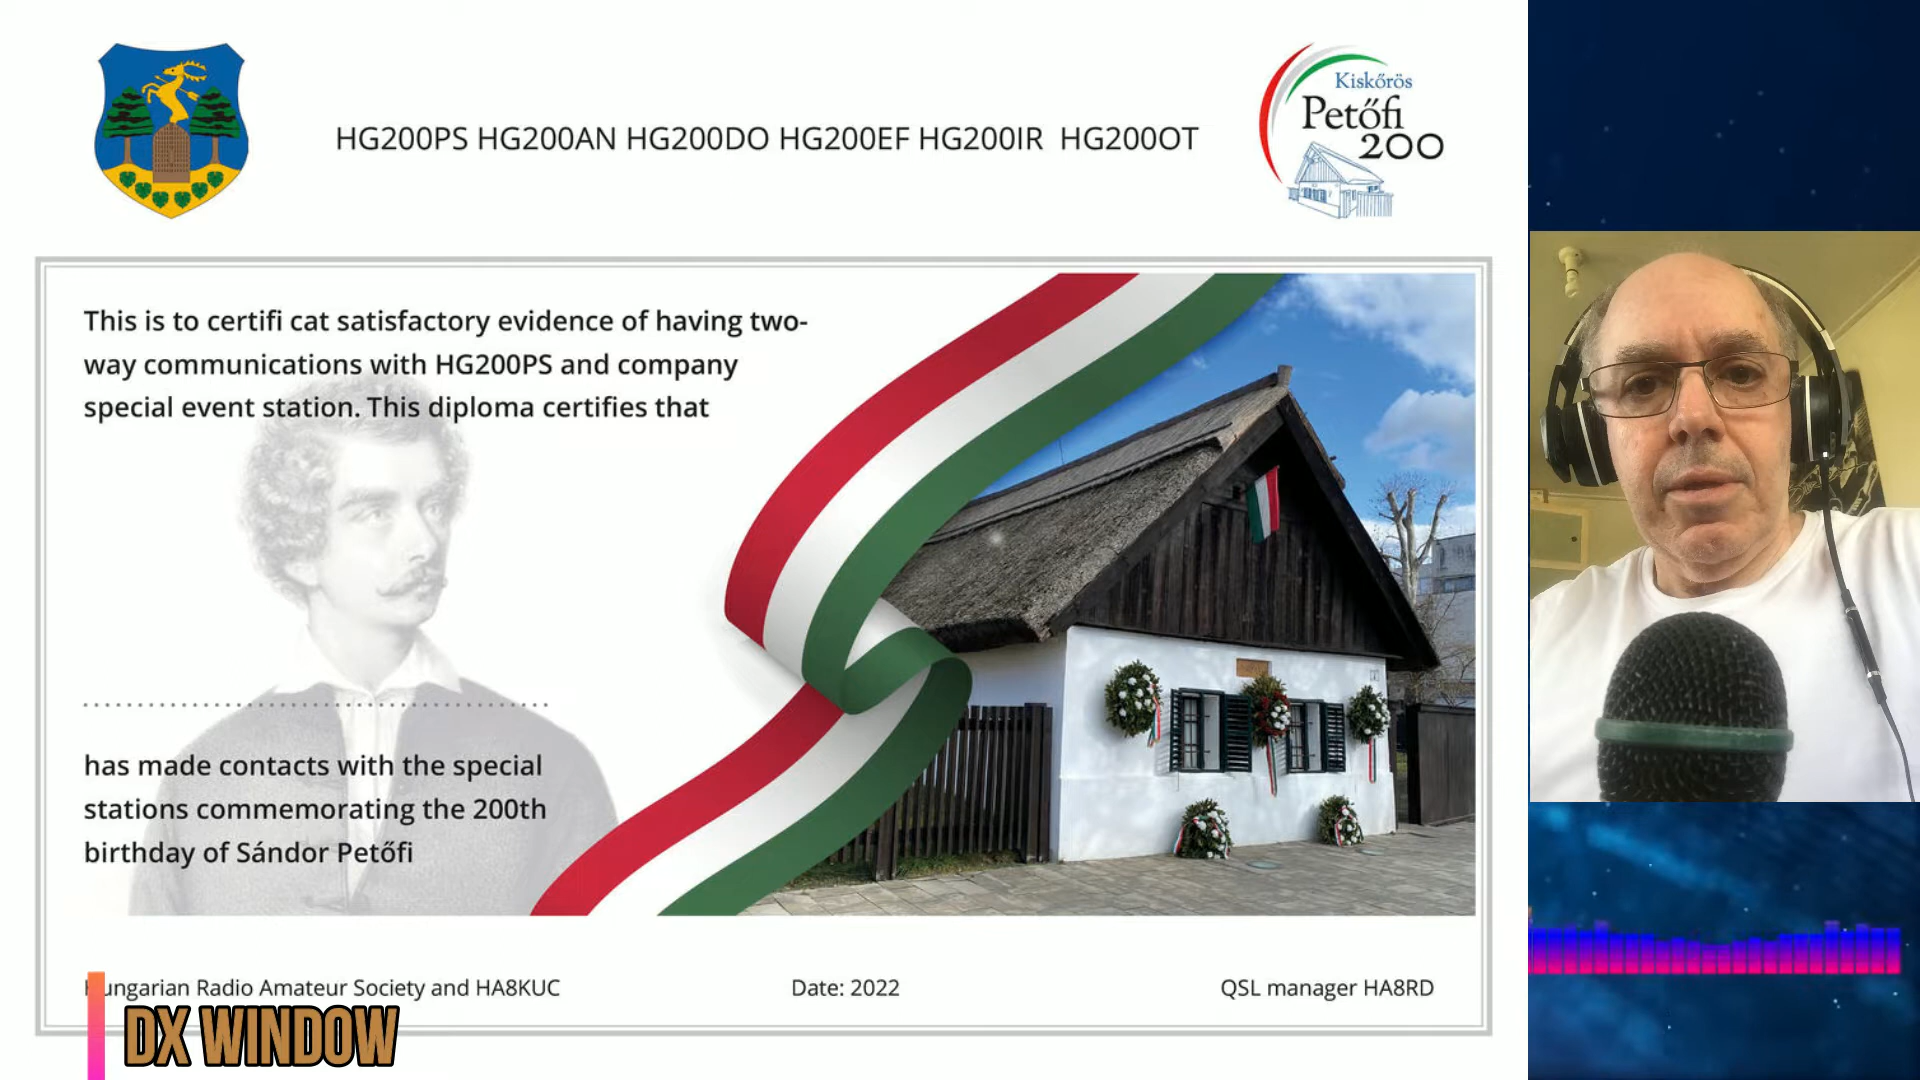 HG200PS HG200AN HG200DO HG200EF HG200IR HG200OT
Kiskőrös
Petőfi
200
This is to certifi cat satisfactory evidence of having two-
way communications with HG200PS and company
special event station. This diploma certifies that
has made contacts with the special
stations commemorating the 200th
birthday of Sándor Petőfi
Hungarian Radio Amateur Society and HA8KUC
Date: 2022
QSL manager HA8RD
DX WINDOW